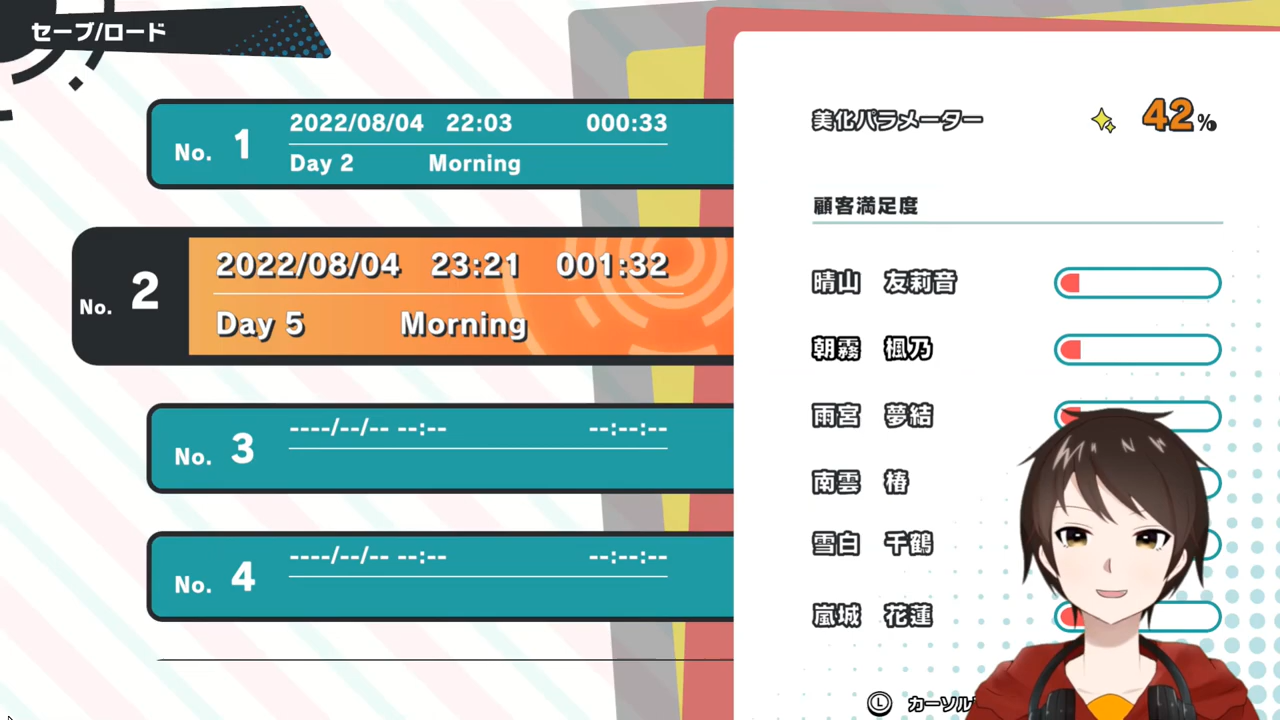 セーブ/ロード
No. 1
2022/08/04 22:03 000:33
Day 2 Morning
No. 2
2022/08/04 23:21 001:32
Day 5 Morning
No. 3
----/--/-- --:-- --:--:--
No. 4
----/--/-- --:-- --:--:--
美化パラメーター 42%
顧客満足度
晴山 友莉音
朝霧 楓乃
雨宮 夢結
南雲 椿
雪白 千鶴
嵐城 花蓮
L カーソル